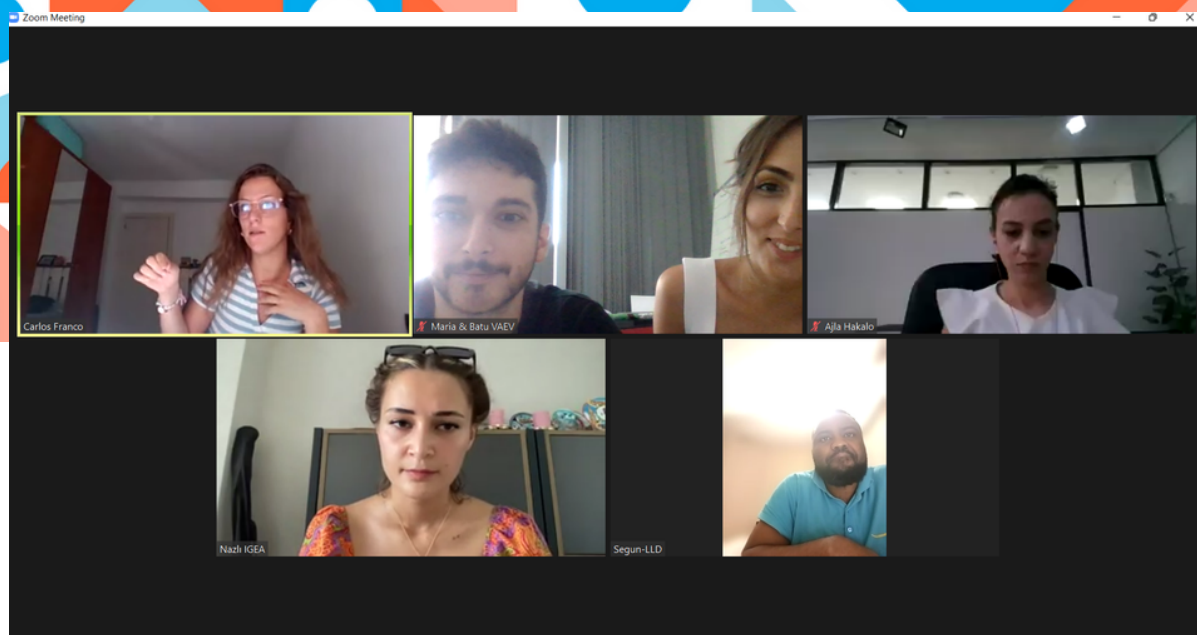 Zoom Meeting
Carlos Franco
Maria & Batu VAEV
Ajla Hakalo
Nazlı IGEA
Segun-LLD